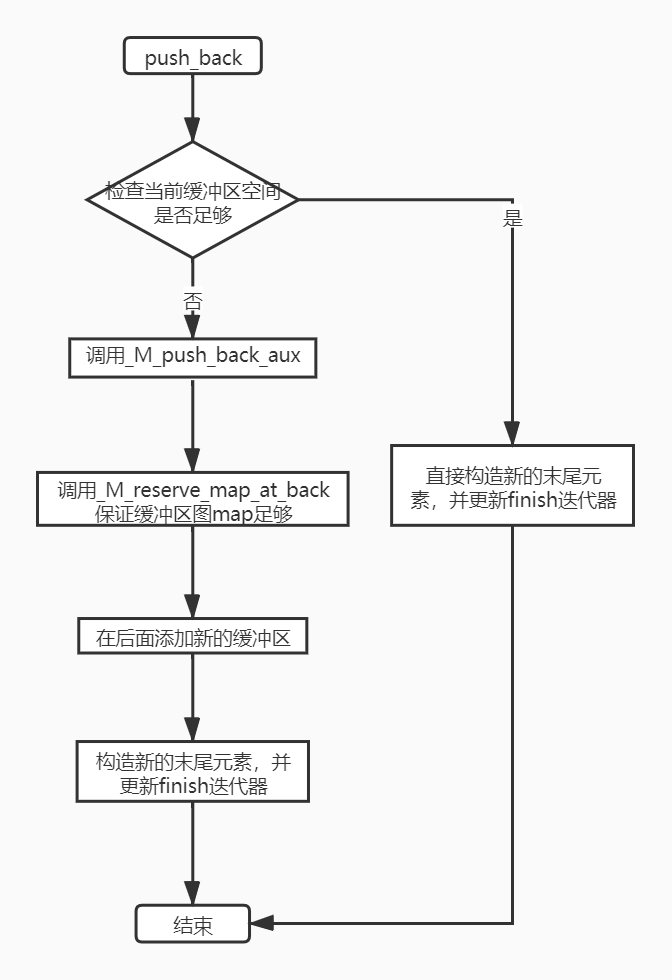 push_back
检查当前缓冲区空间
是否足够
是
否
调用_M_push_back_aux
直接构造新的末尾元
素，并更新finish迭代器
调用_M_reserve_map_at_back
保证缓冲区图map足够
在后面添加新的缓冲区
构造新的末尾元素，并
更新finish迭代器
结束